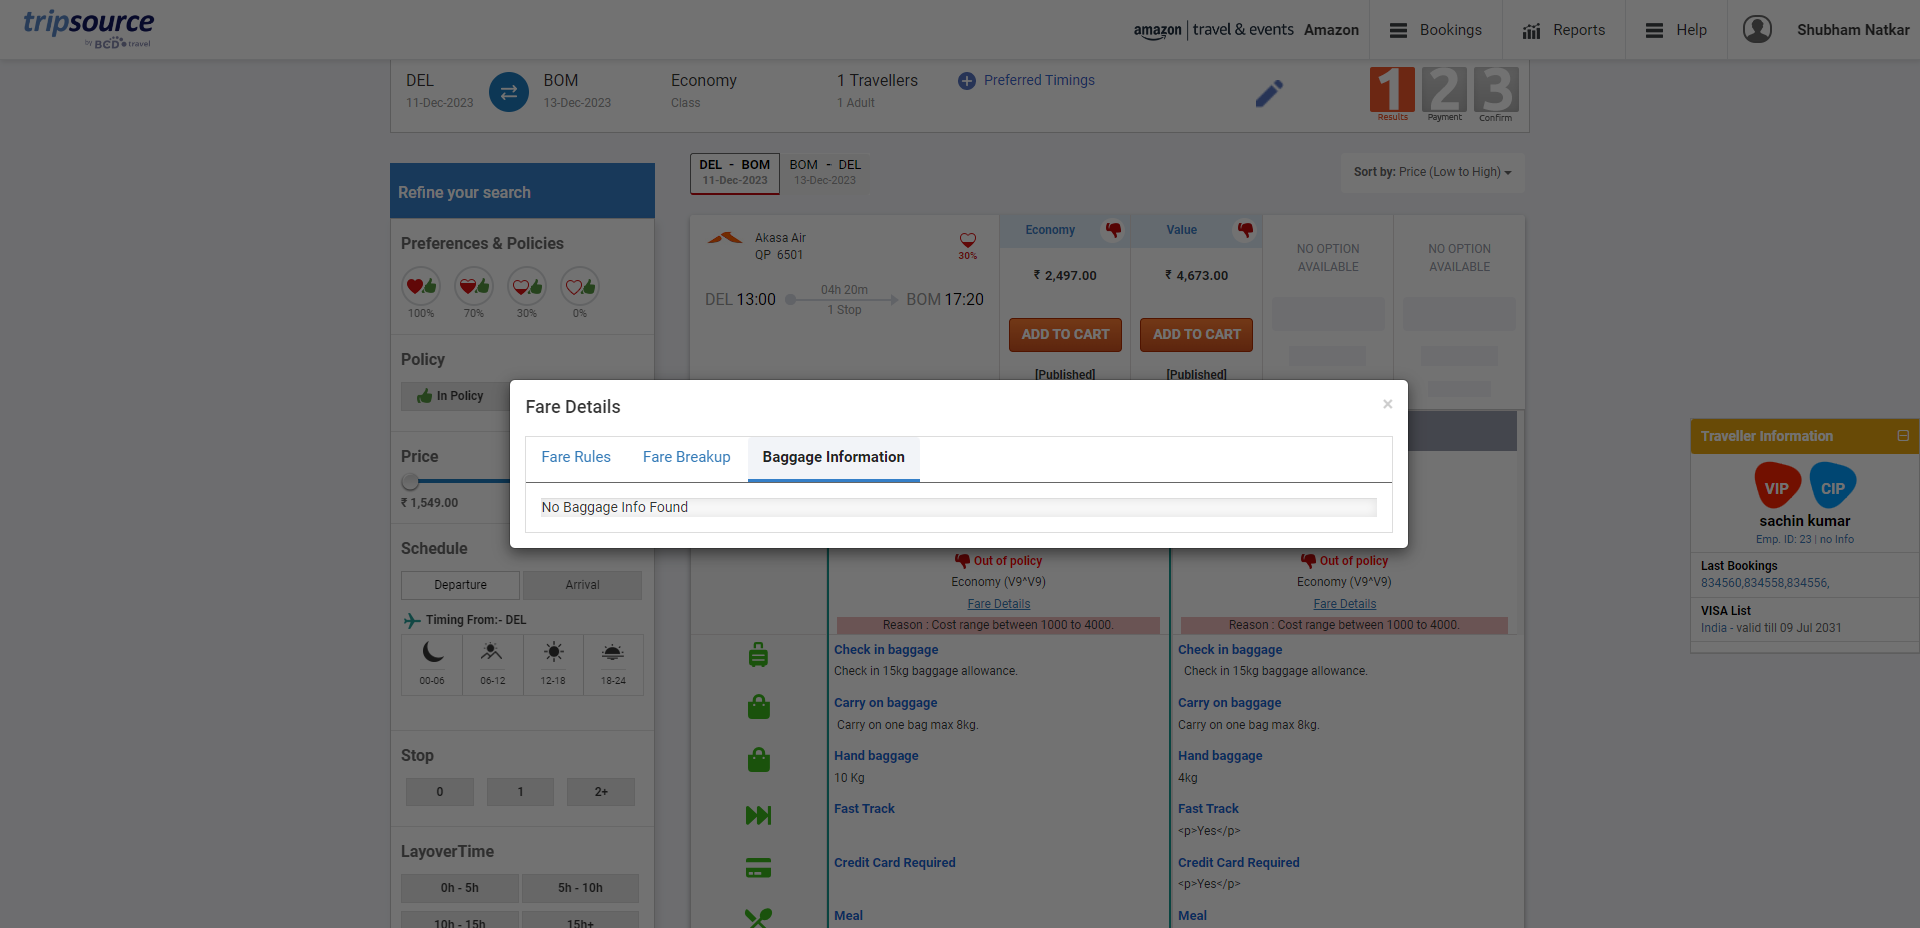 tripsource
by BCD travel
amazon travel & events Amazon
Bookings
Reports
Help
Shubham Natkar
DEL
11-Dec-2023
BOM
13-Dec-2023
Economy
Class
1 Travellers
1 Adult
Preferred Timings
1 2 3
Results Payment Confirm
Refine your search
Preferences & Policies
100% 70% 30% 0%
Policy
In Policy
Price
₹ 1,549.00
Schedule
Departure Arrival
Timing From:- DEL
00-06 06-12 12-18 18-24
Stop
0 1 2+
LayoverTime
0h - 5h 5h - 10h
10h - 15h 15h+
DEL - BOM
11-Dec-2023
BOM - DEL
13-Dec-2023
Sort by: Price (Low to High)
Akasa Air
QP 6501
30%
DEL 13:00
04h 20m
1 Stop
BOM 17:20
Economy
₹ 2,497.00
ADD TO CART
[Published]
Value
₹ 4,673.00
ADD TO CART
[Published]
NO OPTION
AVAILABLE
NO OPTION
AVAILABLE
Fare Details
×
Fare Rules Fare Breakup Baggage Information
No Baggage Info Found
Out of policy
Economy (V9^V9)
Fare Details
Reason : Cost range between 1000 to 4000.
Check in baggage
Check in 15kg baggage allowance.
Carry on baggage
Carry on one bag max 8kg.
Hand baggage
10 Kg
Fast Track
Credit Card Required
Meal
Out of policy
Economy (V9^V9)
Fare Details
Reason : Cost range between 1000 to 4000.
Check in baggage
Check in 15kg baggage allowance.
Carry on baggage
Carry on one bag max 8kg.
Hand baggage
4kg
Fast Track
<p>Yes</p>
Credit Card Required
<p>Yes</p>
Meal
Traveller Information
VIP CIP
sachin kumar
Emp. ID: 23 | no Info
Last Bookings
834560,834558,834556,
VISA List
India - valid till 09 Jul 2031